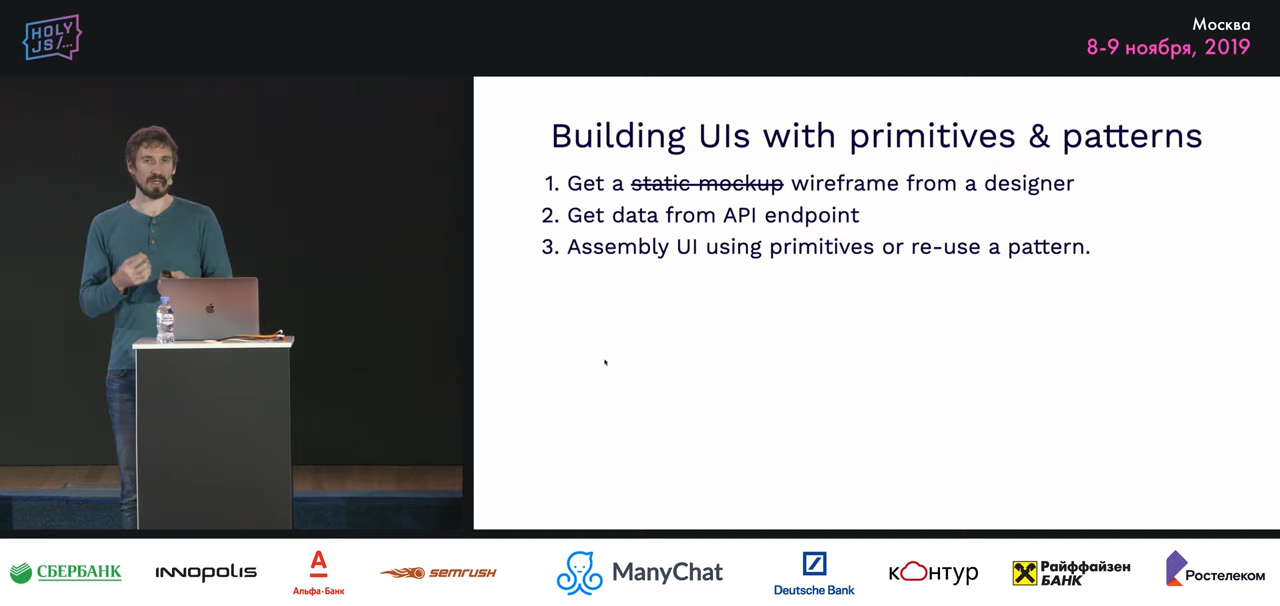 HOLY
JS/...
Москва
8-9 ноября, 2019
Building UIs with primitives & patterns
1. Get a static mockup wireframe from a designer
2. Get data from API endpoint
3. Assembly UI using primitives or re-use a pattern.
СБЕРБАНК
INNOPOLIS
А
Альфа·Банк
semrush
ManyChat
Deutsche Bank
кОнтур
Райффайзен
БАНК
Ростелеком